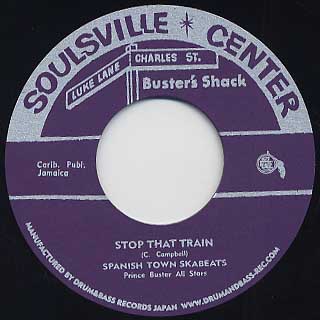 SOULSVILLE CENTER
LUKE LANE
CHARLES ST.
Buster's Shack
Carib. Publ.
Jamaica
STOP THAT TRAIN
(C. Campbell)
SPANISH TOWN SKABEATS
Prince Buster All Stars
MANUFACTURED BY DRUM&BASS RECORDS JAPAN WWW.DRUMANDBASS-REC.COM